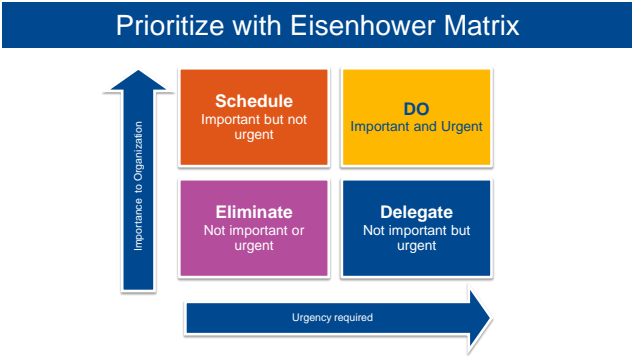 Prioritize with Eisenhower Matrix
Schedule
Important but not
urgent
DO
Important and Urgent
Importance to Organization
Eliminate
Not important or
urgent
Delegate
Not important but
urgent
Urgency required